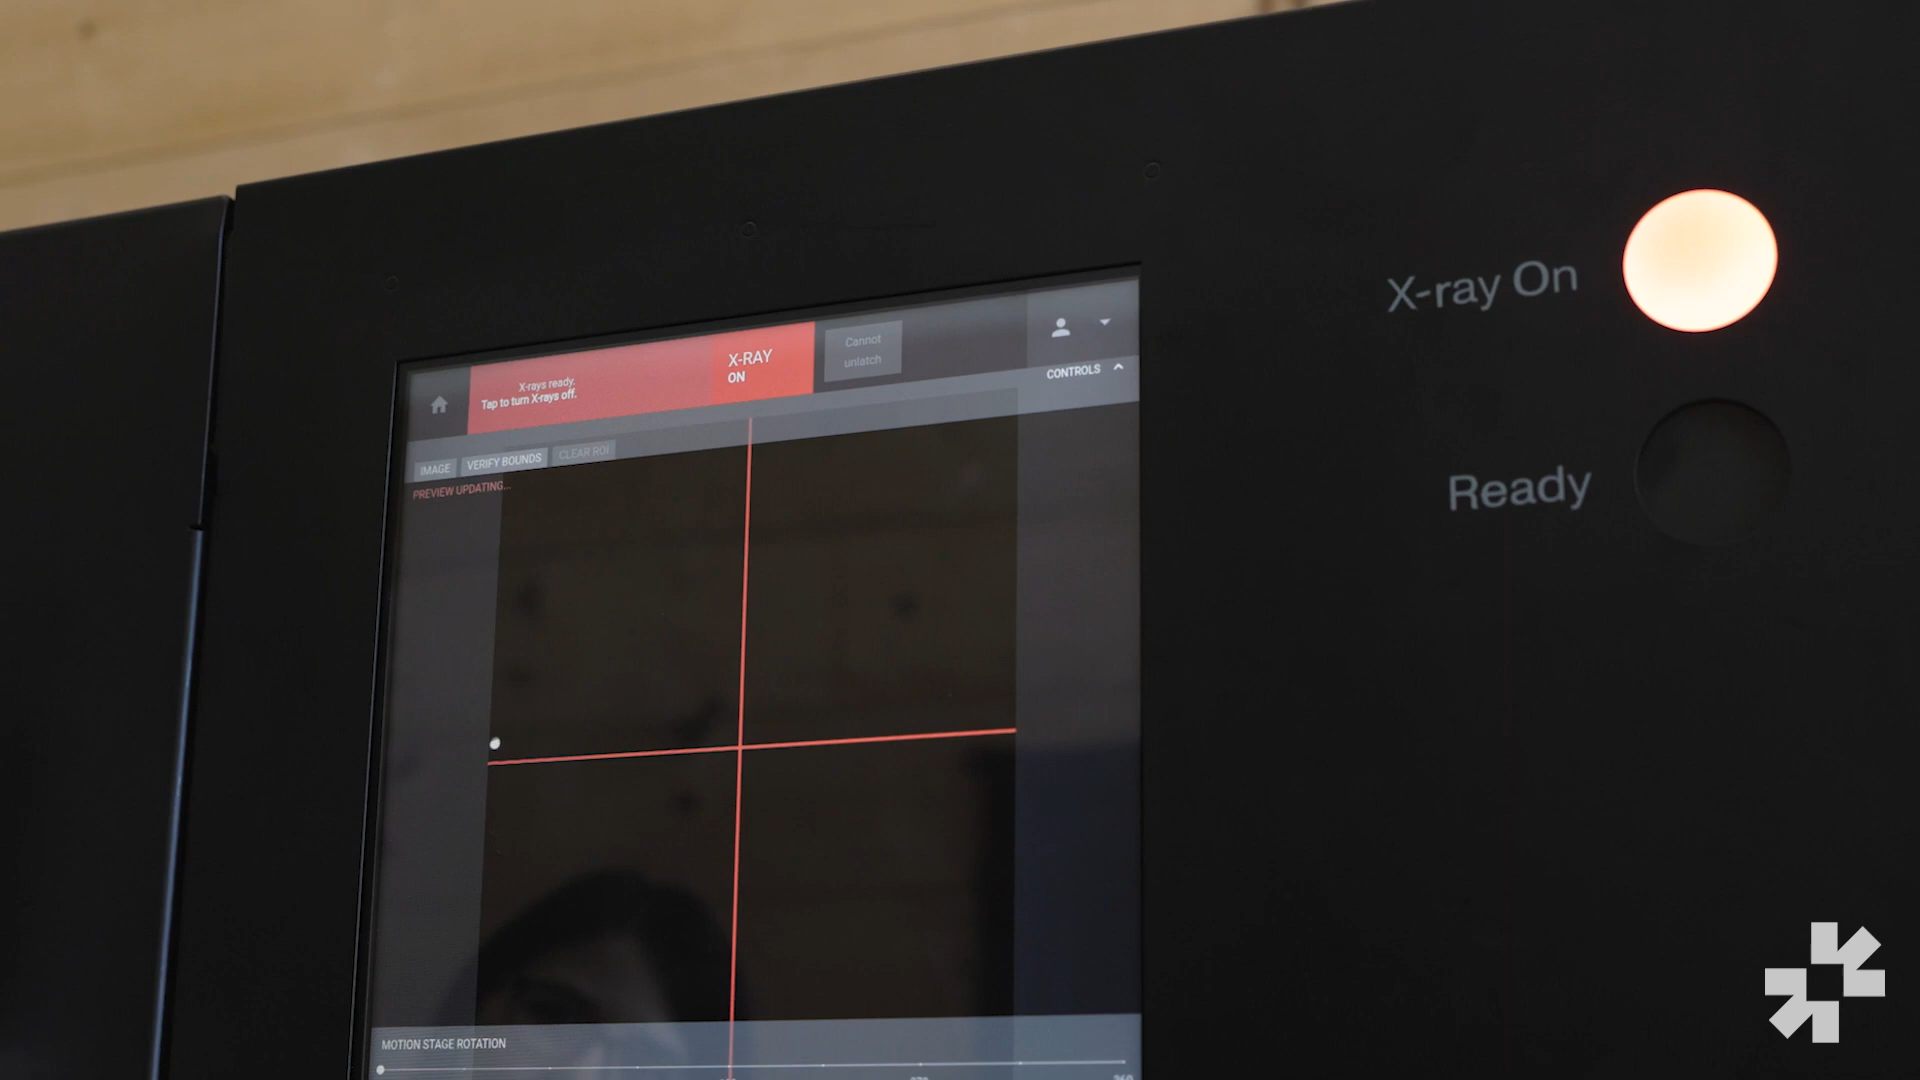 X-ray On
Ready
X-rays ready.
Tap to turn X-rays off.
X-RAY
ON
Cannot
unlatch
CONTROLS
IMAGE
VERIFY BOUNDS
CLEAR ROI
PREVIEW UPDATING...
MOTION STAGE ROTATION